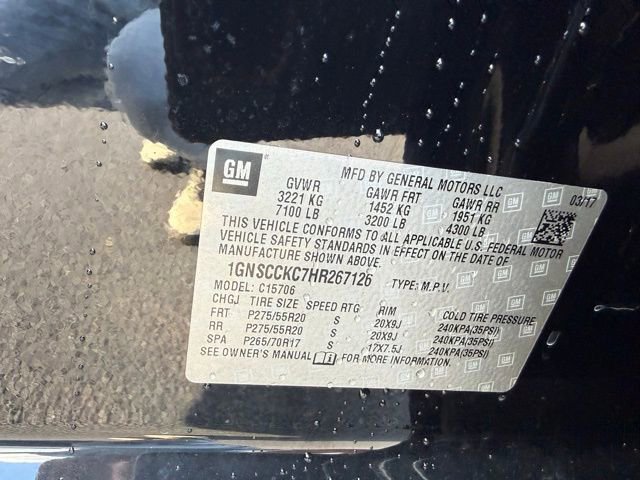 GM
MFD BY GENERAL MOTORS LLC
GVWR GAWR FRT GAWR RR 03/17
3221 KG 1452 KG 1951 KG
7100 LB 3200 LB 4300 LB
THIS VEHICLE CONFORMS TO ALL APPLICABLE U.S. FEDERAL MOTOR
VEHICLE SAFETY STANDARDS IN EFFECT ON THE DATE OF
MANUFACTURE SHOWN ABOVE.
1GNSCCKC7HR267126 TYPE: M.P.V.
MODEL: C15706
CHGJ TIRE SIZE SPEED RTG RIM COLD TIRE PRESSURE
FRT P275/55R20 S 20X9J 240KPA(35PSI)
RR P275/55R20 S 20X9J 240KPA(35PSI)
SPA P265/70R17 S 17X7.5J 240KPA(35PSI)
SEE OWNER'S MANUAL FOR MORE INFORMATION.